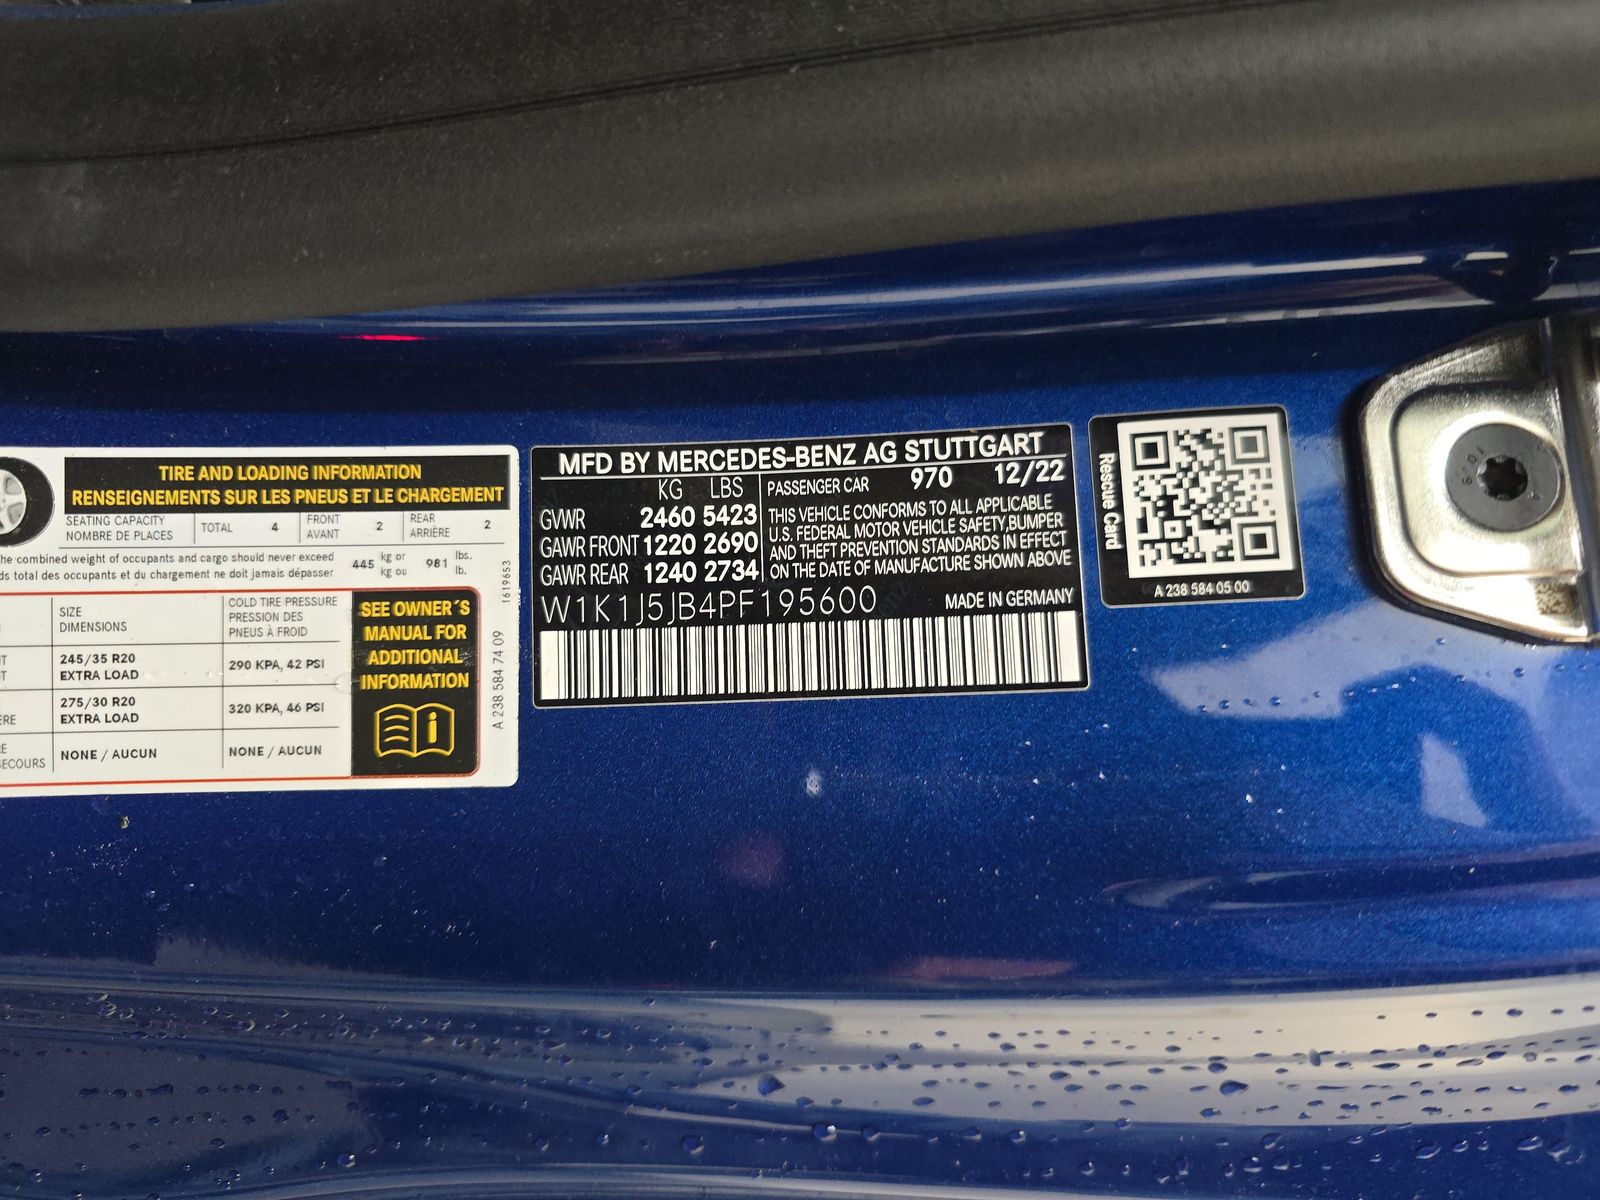 TIRE AND LOADING INFORMATION
RENSEIGNEMENTS SUR LES PNEUS ET LE CHARGEMENT
SEATING CAPACITY
NOMBRE DE PLACES
TOTAL 4
FRONT
AVANT
2
REAR
ARRIÈRE
2
he combined weight of occupants and cargo should never exceed
ds total des occupants et du chargement ne doit jamais dépasser
445 kg or
kg ou
981 lbs.
lb.
SIZE
DIMENSIONS
COLD TIRE PRESSURE
PRESSION DES
PNEUS À FROID
245/35 R20
EXTRA LOAD
290 KPA, 42 PSI
275/30 R20
EXTRA LOAD
320 KPA, 46 PSI
ERE
SECOURS
NONE / AUCUN
NONE / AUCUN
SEE OWNER´S
MANUAL FOR
ADDITIONAL
INFORMATION
A 238 584 74 09
1619653
MFD BY MERCEDES-BENZ AG STUTTGART
KG LBS
GVWR 2460 5423
GAWR FRONT 1220 2690
GAWR REAR 1240 2734
PASSENGER CAR 970 12/22
THIS VEHICLE CONFORMS TO ALL APPLICABLE
U.S. FEDERAL MOTOR VEHICLE SAFETY,BUMPER
AND THEFT PREVENTION STANDARDS IN EFFECT
ON THE DATE OF MANUFACTURE SHOWN ABOVE
W1K1J5JB4PF195600
MADE IN GERMANY
Rescue Card
A 238 584 05 00
10.9